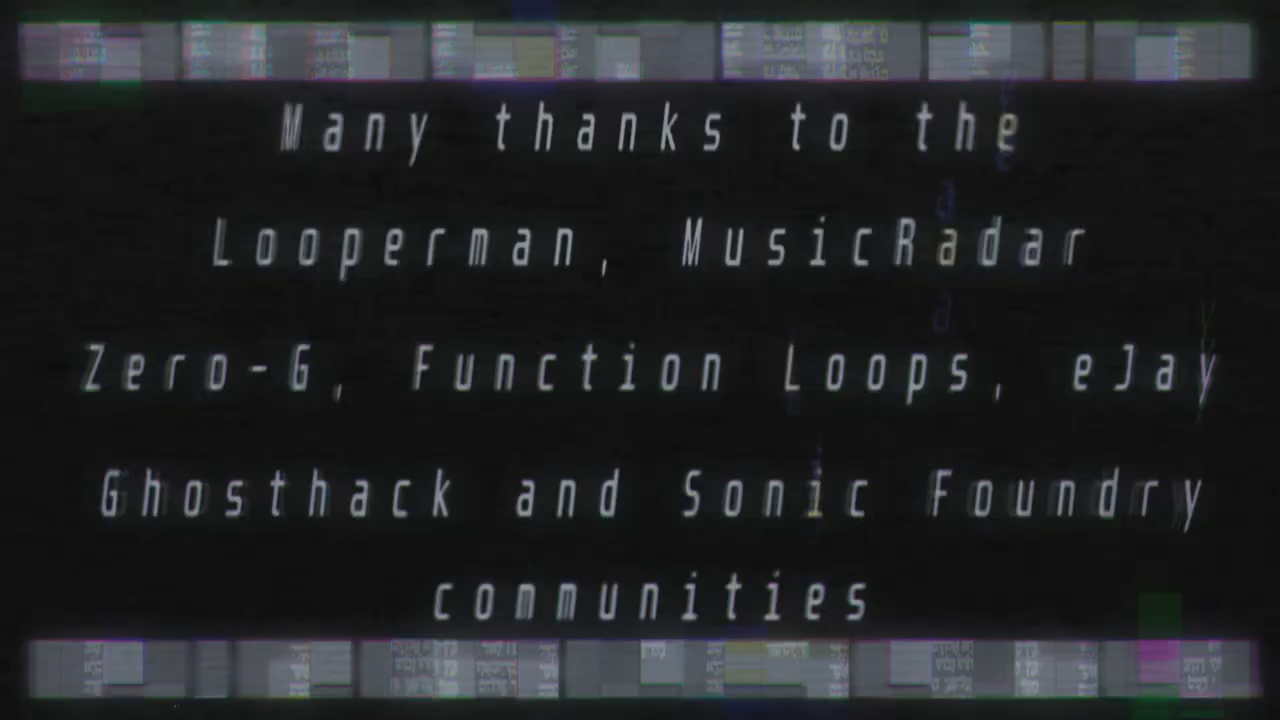 Many thanks to the
Looperman, MusicRadar
Zero-G, Function Loops, eJay
Ghosthack and Sonic Foundry
communities